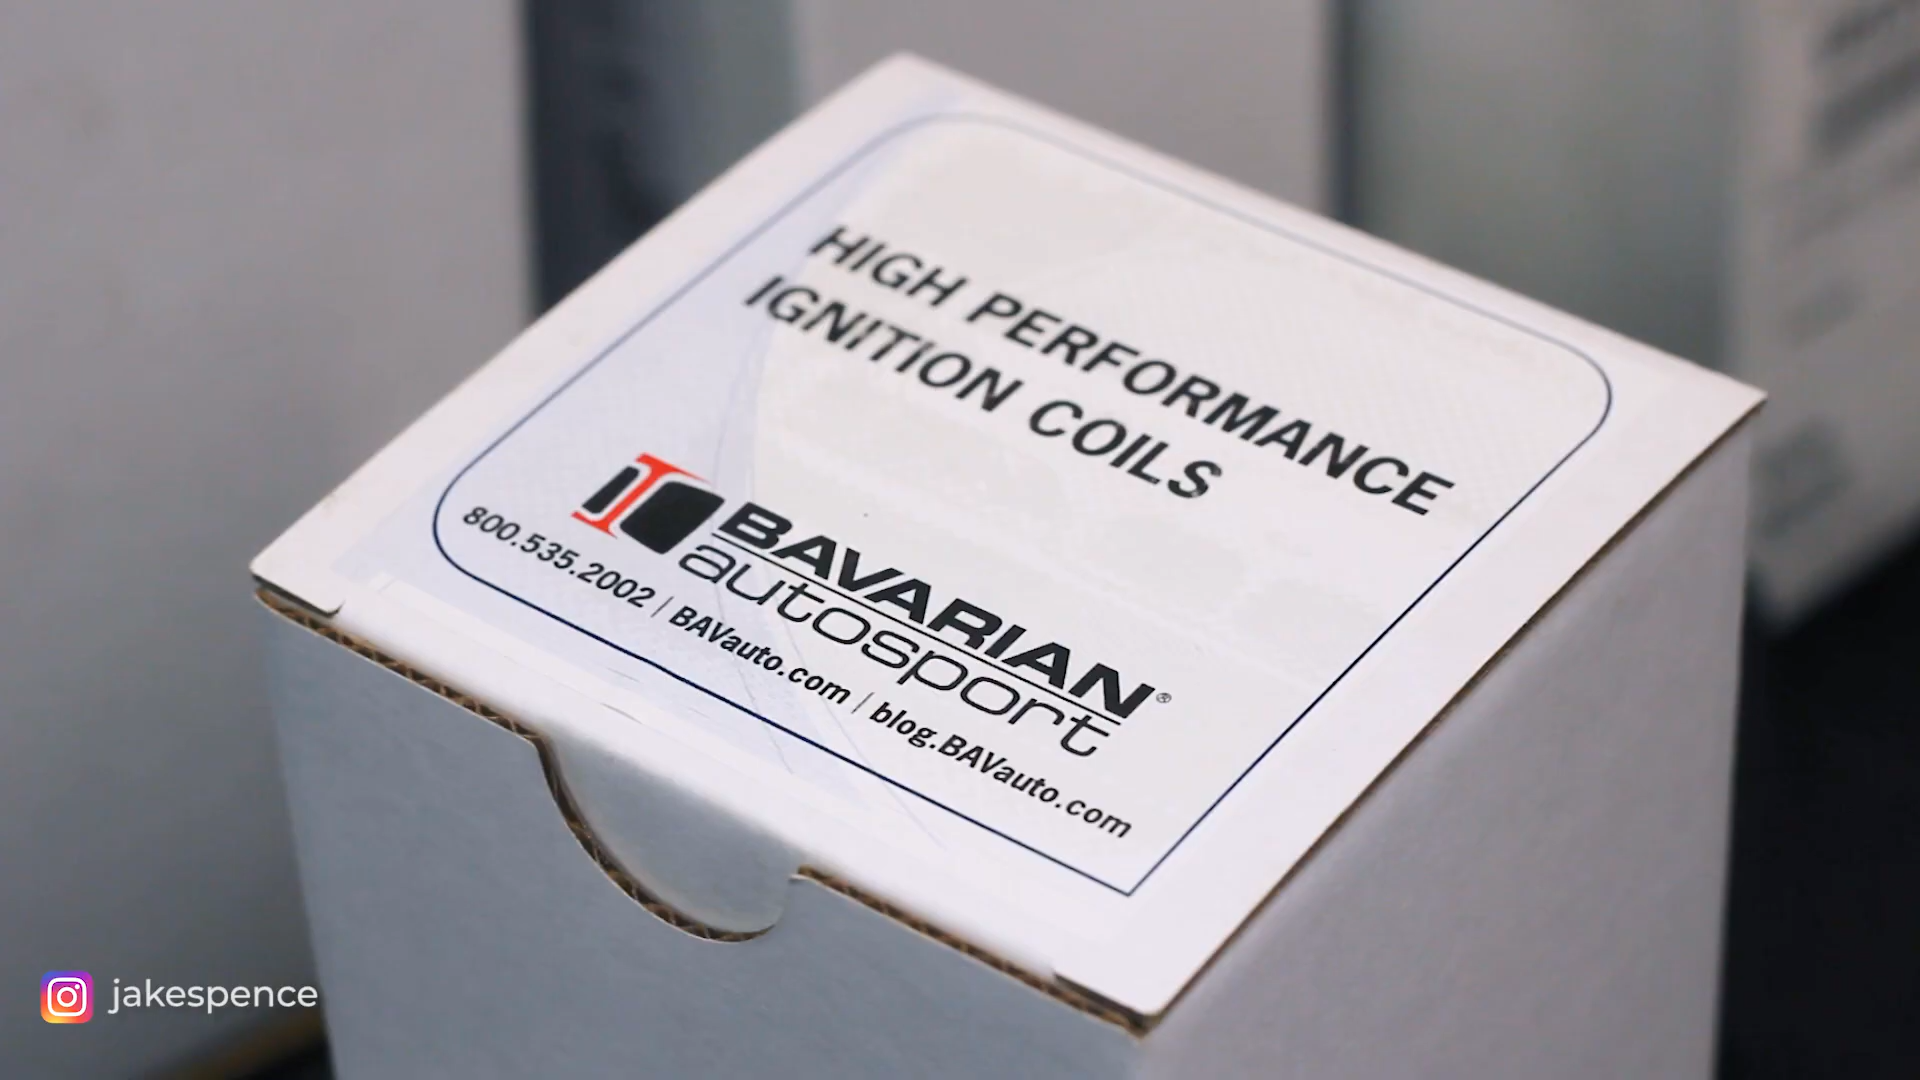 HIGH PERFORMANCE
IGNITION COILS
BAVARIAN®
autosport
800.535.2002 | BAVauto.com | blog.BAVauto.com
jakespence